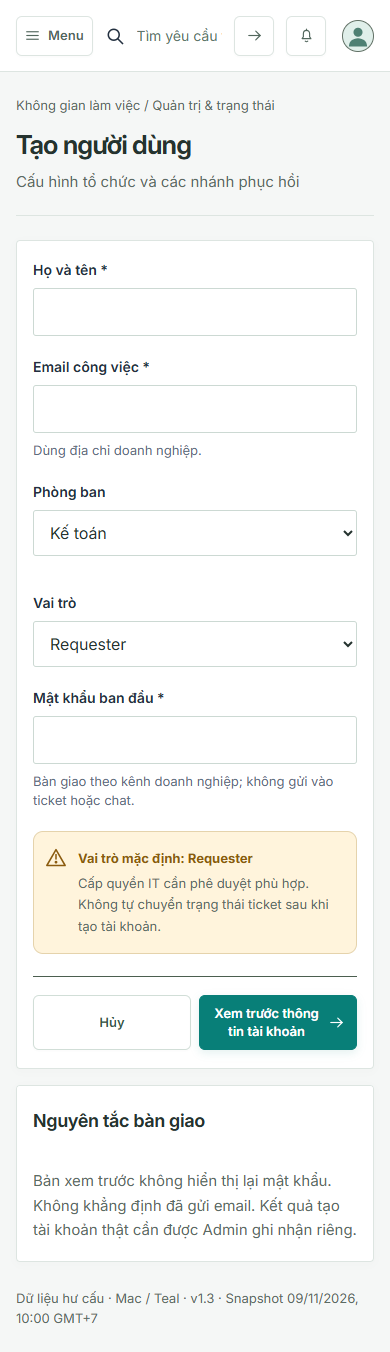 Menu
Tìm yêu cầu
Không gian làm việc / Quản trị & trạng thái
Tạo người dùng
Cấu hình tổ chức và các nhánh phục hồi
Họ và tên *
Email công việc *
Dùng địa chỉ doanh nghiệp.
Phòng ban
Kế toán
Vai trò
Requester
Mật khẩu ban đầu *
Bàn giao theo kênh doanh nghiệp; không gửi vào
ticket hoặc chat.
Vai trò mặc định: Requester
Cấp quyền IT cần phê duyệt phù hợp.
Không tự chuyển trạng thái ticket sau khi
tạo tài khoản.
Hủy
Xem trước thông
tin tài khoản
Nguyên tắc bàn giao
Bản xem trước không hiển thị lại mật khẩu.
Không khẳng định đã gửi email. Kết quả tạo
tài khoản thật cần được Admin ghi nhận riêng.
Dữ liệu hư cấu · Mac / Teal · v1.3 · Snapshot 09/11/2026,
10:00 GMT+7